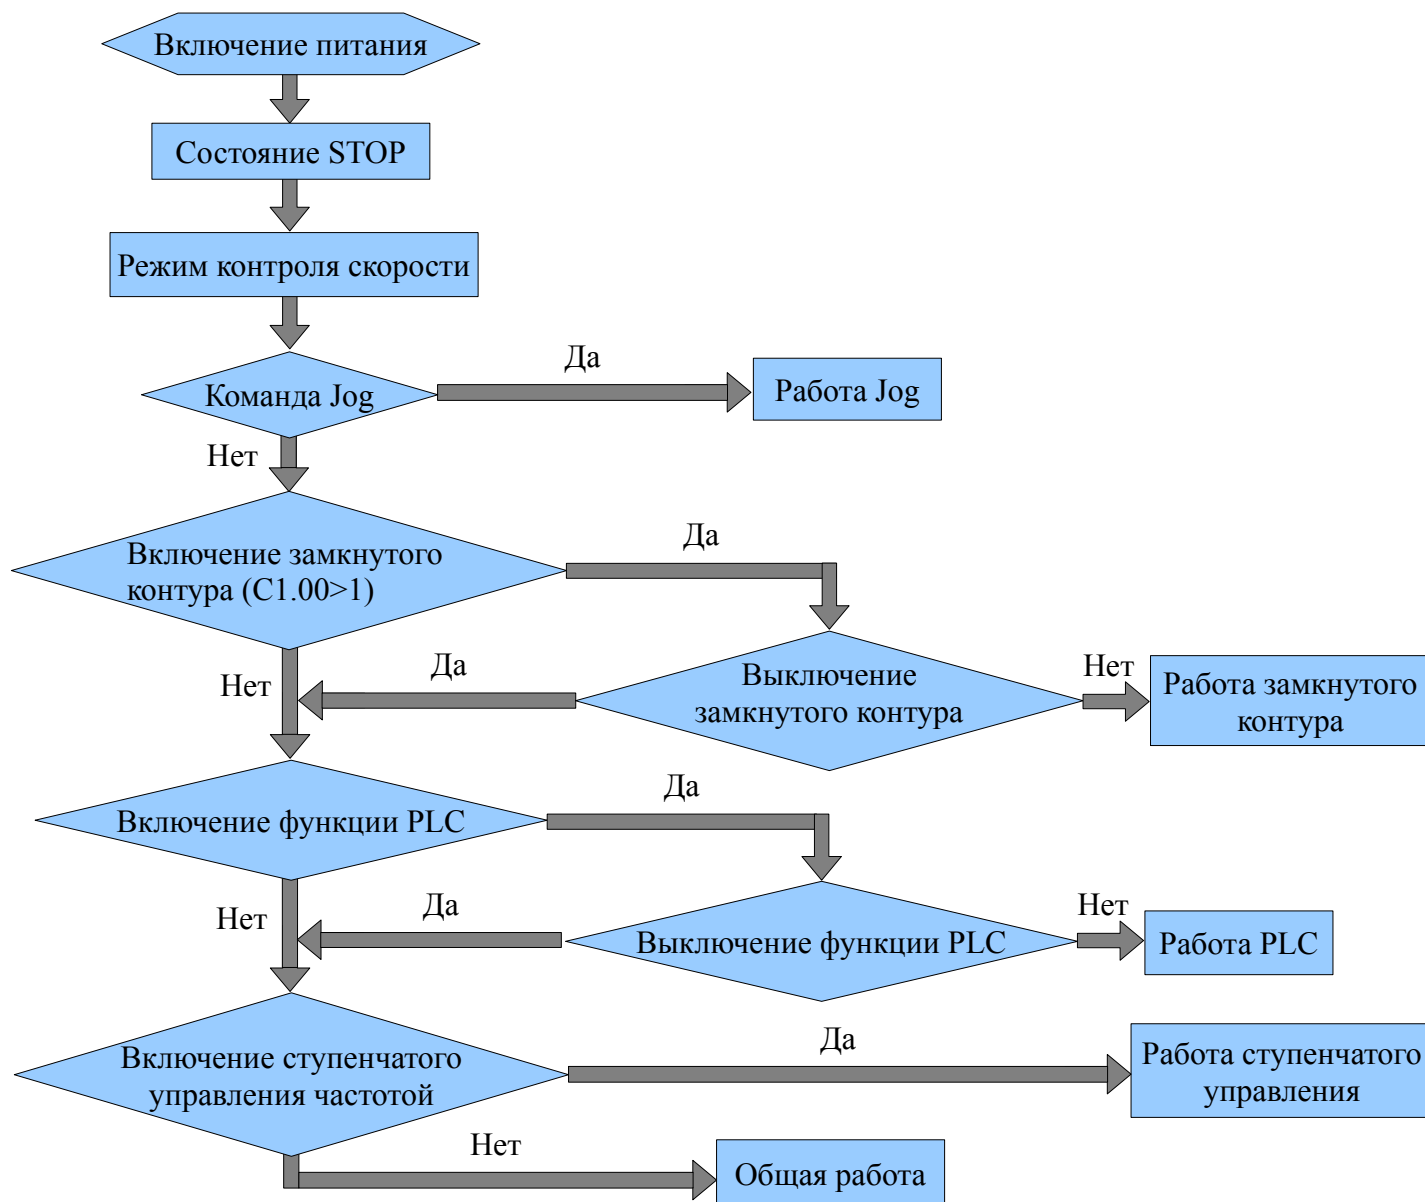 Включение питания
Состояние STOP
Режим контроля скорости
Да
Команда Jog
Работа Jog
Нет
Да
Включение замкнутого
контура (C1.00>1)
Да
Нет
Нет
Выключение
замкнутого контура
Работа замкнутого
контура
Да
Включение функции PLC
Да
Нет
Нет
Выключение функции PLC
Работа PLC
Да
Включение ступенчатого
управления частотой
Работа ступенчатого
управления
Нет
Общая работа